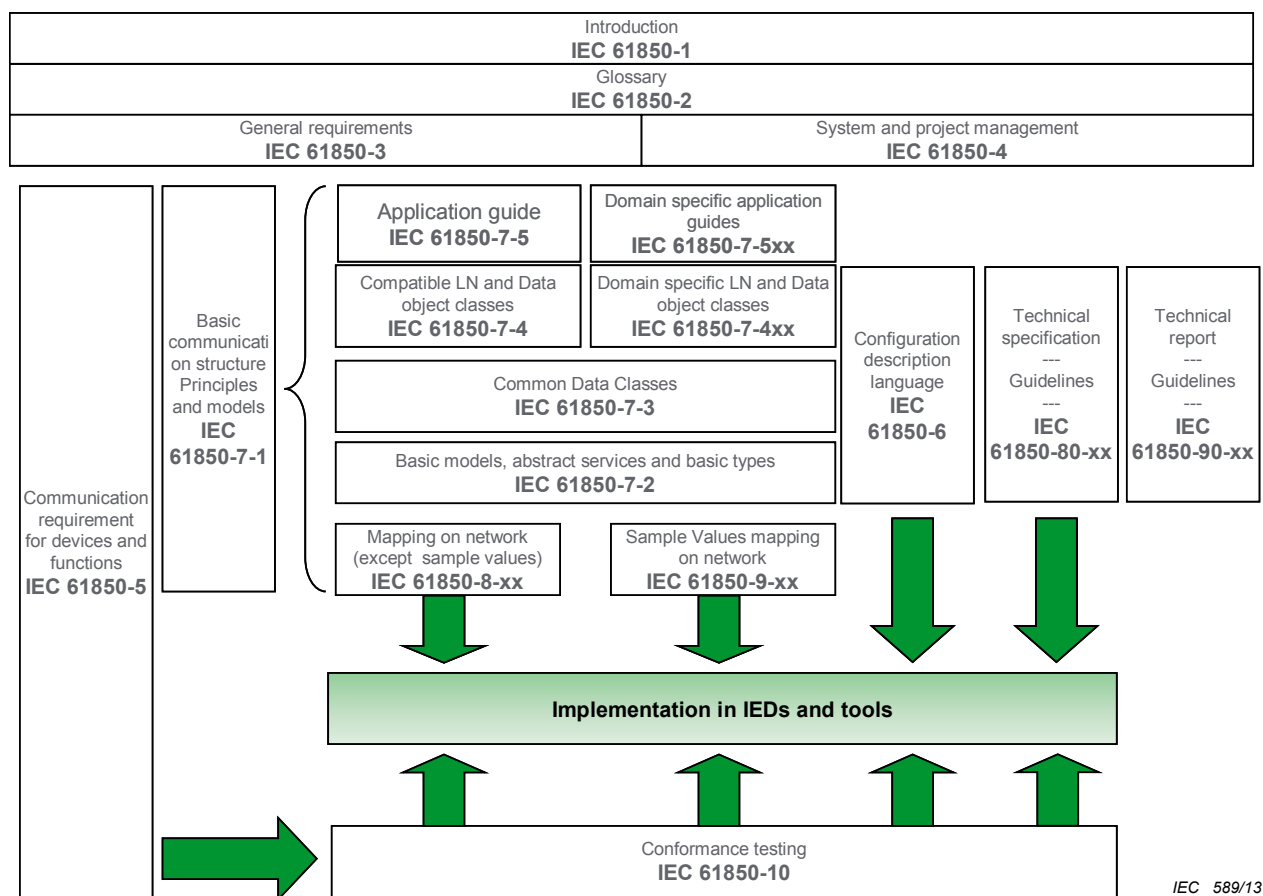 Introduction
IEC 61850-1
Glossary
IEC 61850-2
General requirements
IEC 61850-3
System and project management
IEC 61850-4
Communication
requirement
for devices and
functions
IEC 61850-5
Basic
communicati
on structure
Principles
and models
IEC
61850-7-1
Application guide
IEC 61850-7-5
Domain specific application
guides
IEC 61850-7-5xx
Compatible LN and Data
object classes
IEC 61850-7-4
Domain specific LN and Data
object classes
IEC 61850-7-4xx
Common Data Classes
IEC 61850-7-3
Basic models, abstract services and basic types
IEC 61850-7-2
Mapping on network
(except sample values)
IEC 61850-8-xx
Sample Values mapping
on network
IEC 61850-9-xx
Configuration
description
language
IEC
61850-6
Technical
specification
---
Guidelines
---
IEC
61850-80-xx
Technical
report
---
Guidelines
---
IEC
61850-90-xx
Implementation in IEDs and tools
Conformance testing
IEC 61850-10
IEC 589/13